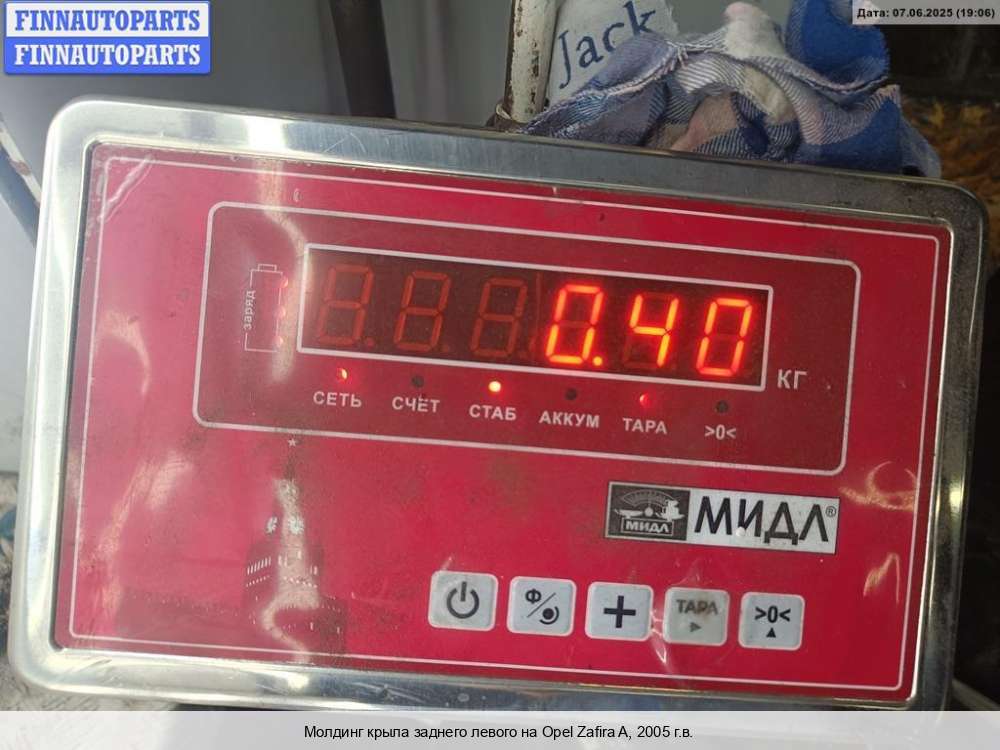 FINNAUTOPARTS
FINNAUTOPARTS
Дата: 07.06.2025 (19:06)
Jack
заряд
0.40
КГ
СЕТЬ СЧЁТ СТАБ АККУМ ТАРА >0<
МИДЛ МИДЛ®
Ф ТАРА >0<
Молдинг крыла заднего левого на Opel Zafira A, 2005 г.в.